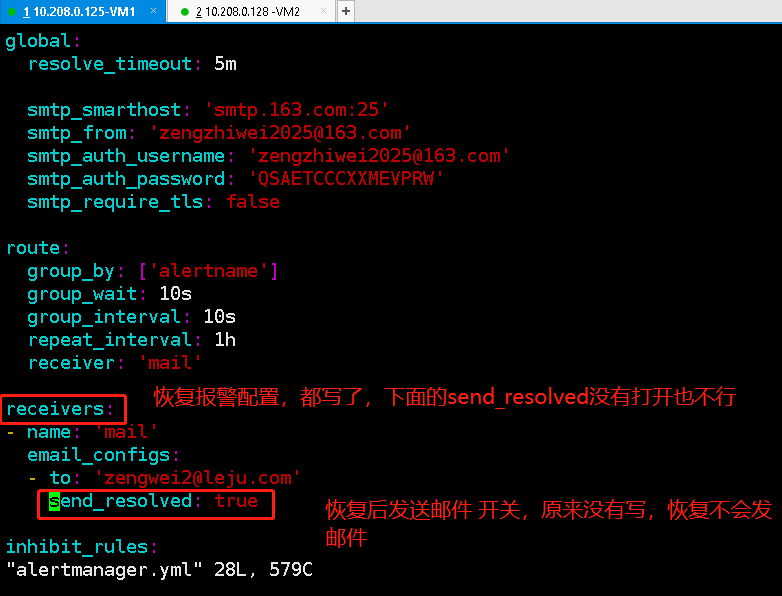 1 10.208.0.125-VM1 × 2 10.208.0.128 -VM2 × +
global:
resolve_timeout: 5m
smtp_smarthost: 'smtp.163.com:25'
smtp_from: 'zengzhiwei2025@163.com'
smtp_auth_username: 'zengzhiwei2025@163.com'
smtp_auth_password: 'QSAETCCCXXMEVPRW'
smtp_require_tls: false
route:
group_by: ['alertname']
group_wait: 10s
group_interval: 10s
repeat_interval: 1h
receiver: 'mail'
恢复报警配置，都写了，下面的send_resolved没有打开也不行
receivers:
- name: 'mail'
email_configs:
- to: 'zengwei2@leju.com'
send_resolved: true
恢复后发送邮件 开关，原来没有写，恢复不会发
邮件
inhibit_rules:
"alertmanager.yml" 28L, 579C